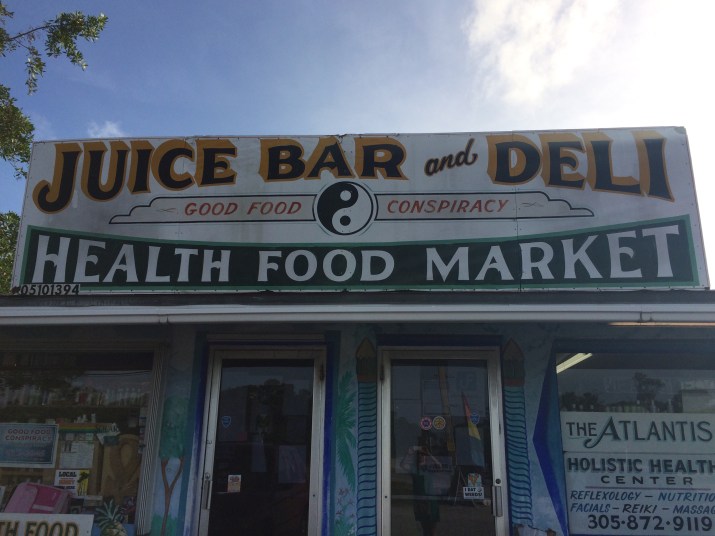 JUICE BAR and DELI
GOOD FOOD CONSPIRACY
HEALTH FOOD MARKET
05101394
GOOD FOOD
CONSPIRACY
LOCAL
TH FOOD
I EAT
THE ATLANTIS
HOLISTIC HEALTH
CENTER
REFLEXOLOGY - NUTRITIO
FACIALS - REIKI - MASSAG
305-872-9119